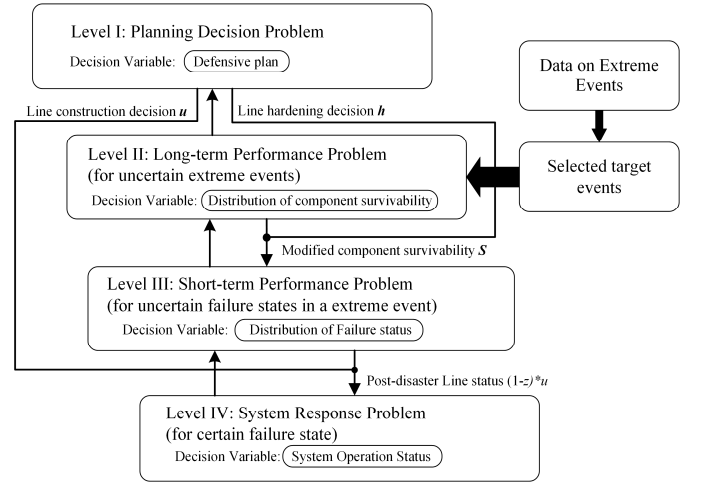 Level I: Planning Decision Problem
Decision Variable: Defensive plan
Data on Extreme
Events
Line construction decision u
Line hardening decision h
Level II: Long-term Performance Problem
(for uncertain extreme events)
Decision Variable: Distribution of component survivability
Selected target
events
Modified component survivability S
Level III: Short-term Performance Problem
(for uncertain failure states in a extreme event)
Decision Variable: Distribution of Failure status
Post-disaster Line status (1-z)*u
Level IV: System Response Problem
(for certain failure state)
Decision Variable: System Operation Status